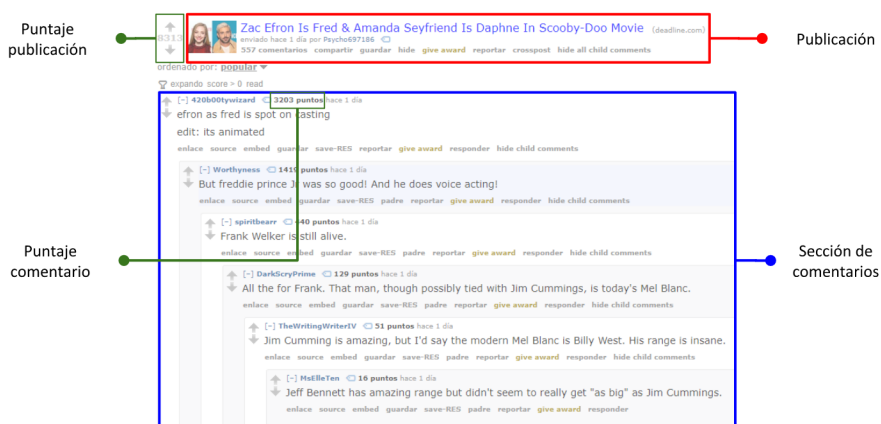 Puntaje
publicación
8313
Zac Efron Is Fred & Amanda Seyfriend Is Daphne In Scooby-Doo Movie (deadline.com)
enviado hace 1 día por Psycho697186
557 comentarios compartir guardar hide give award reportar crosspost hide all child comments
Publicación
ordenado por: popular
expando score > 0 read
[-] 420b00tywizard 3203 puntos hace 1 día
efron as fred is spot on casting
edit: its animated
enlace source embed guardar save-RES reportar give award responder hide child comments
[-] Worthyness 1419 puntos hace 1 día
But freddie prince Jr was so good! And he does voice acting!
enlace source embed guardar save-RES padre reportar give award responder hide child comments
[-] spiritbearr 440 puntos hace 1 día
Frank Welker is still alive.
enlace source embed guardar save-RES padre reportar give award responder hide child comments
Puntaje
comentario
Sección de
comentarios
[-] DarkScryPrime 129 puntos hace 1 día
All the for Frank. That man, though possibly tied with Jim Cummings, is today's Mel Blanc.
enlace source embed guardar save-RES padre reportar give award responder hide child comments
[-] TheWritingWriterIV 51 puntos hace 1 día
Jim Cumming is amazing, but I'd say the modern Mel Blanc is Billy West. His range is insane.
enlace source embed guardar save-RES padre reportar give award responder hide child comments
[-] MsElleTen 16 puntos hace 1 día
Jeff Bennett has amazing range but didn't seem to really get "as big" as Jim Cummings.
enlace source embed guardar save-RES padre reportar give award responder